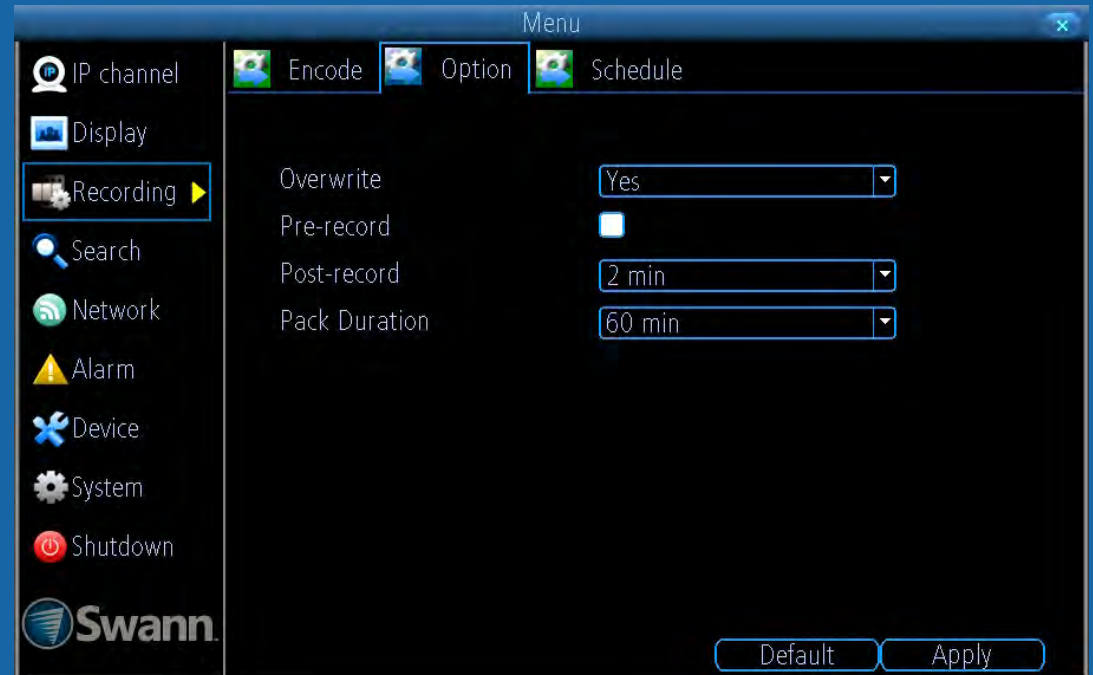 Menu
IP channel
Display
Recording
Search
Network
Alarm
Device
System
Shutdown
Swann
Encode Option Schedule
Overwrite Yes
Pre-record
Post-record 2 min
Pack Duration 60 min
Default Apply